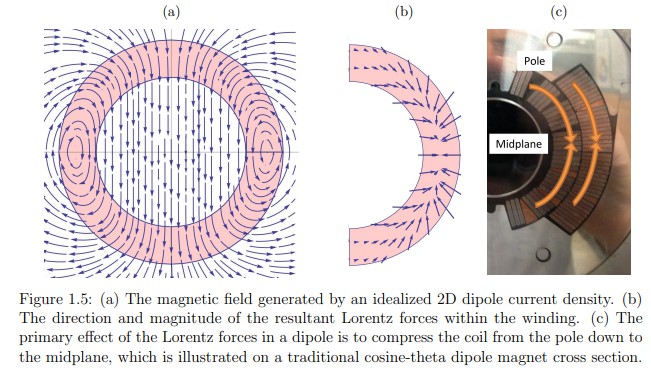 (a)
(b)
(c)
Pole
Midplane
Figure 1.5: (a) The magnetic field generated by an idealized 2D dipole current density. (b)
The direction and magnitude of the resultant Lorentz forces within the winding. (c) The
primary effect of the Lorentz forces in a dipole is to compress the coil from the pole down to
the midplane, which is illustrated on a traditional cosine-theta dipole magnet cross section.